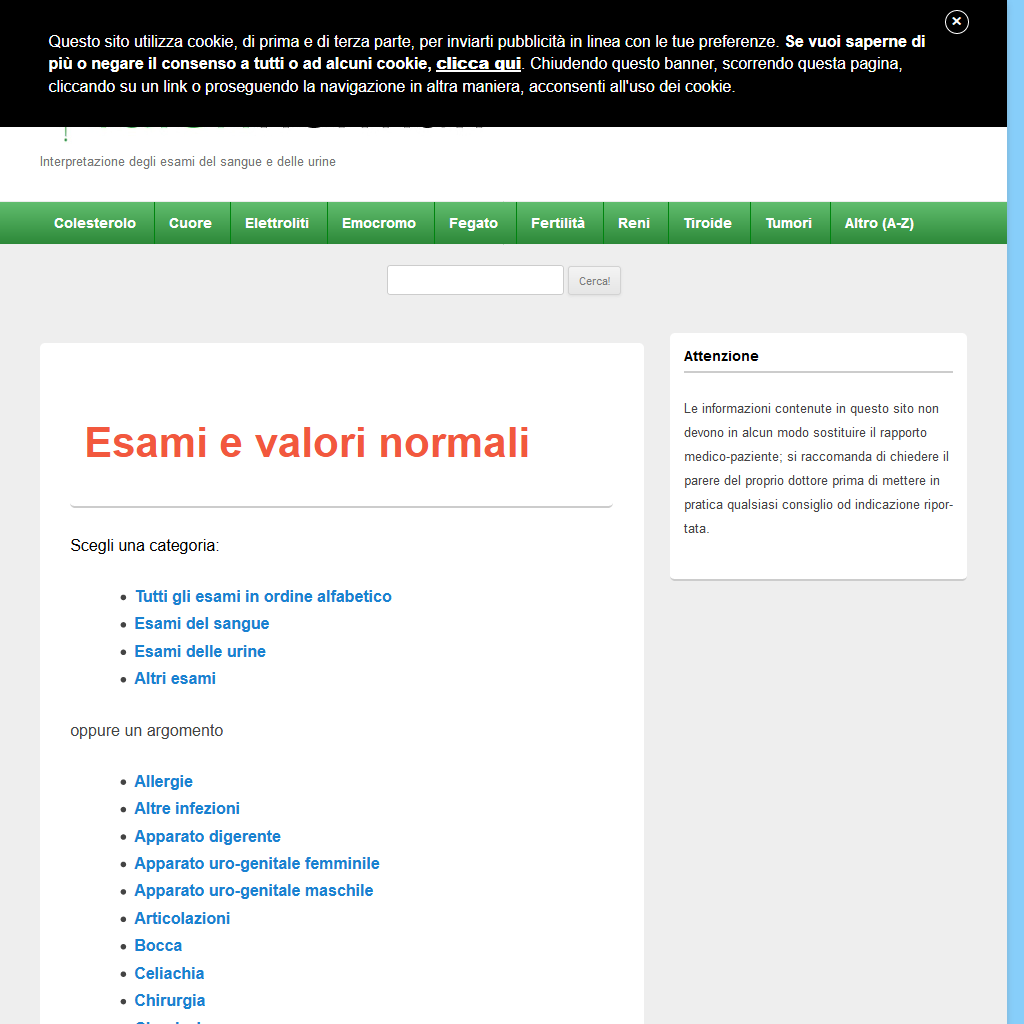 Questo sito utilizza cookie, di prima e di terza parte, per inviarti pubblicità in linea con le tue preferenze. Se vuoi saperne di
più o negare il consenso a tutti o ad alcuni cookie, clicca qui. Chiudendo questo banner, scorrendo questa pagina,
cliccando su un link o proseguendo la navigazione in altra maniera, acconsenti all'uso dei cookie.
Interpretazione degli esami del sangue e delle urine
Colesterolo Cuore Elettroliti Emocromo Fegato Fertilità Reni Tiroide Tumori Altro (A-Z)
Cerca!
Esami e valori normali
Scegli una categoria:
Tutti gli esami in ordine alfabetico
Esami del sangue
Esami delle urine
Altri esami
oppure un argomento
Allergie
Altre infezioni
Apparato digerente
Apparato uro-genitale femminile
Apparato uro-genitale maschile
Articolazioni
Bocca
Celiachia
Chirurgia
Attenzione
Le informazioni contenute in questo sito non
devono in alcun modo sostituire il rapporto
medico-paziente; si raccomanda di chiedere il
parere del proprio dottore prima di mettere in
pratica qualsiasi consiglio od indicazione ripor-
tata.